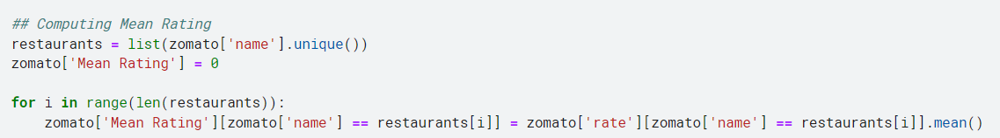 ## Computing Mean Rating
restaurants = list(zomato['name'].unique())
zomato['Mean Rating'] = 0
for i in range(len(restaurants)):
    zomato['Mean Rating'][zomato['name'] == restaurants[i]] = zomato['rate'][zomato['name'] == restaurants[i]].mean()